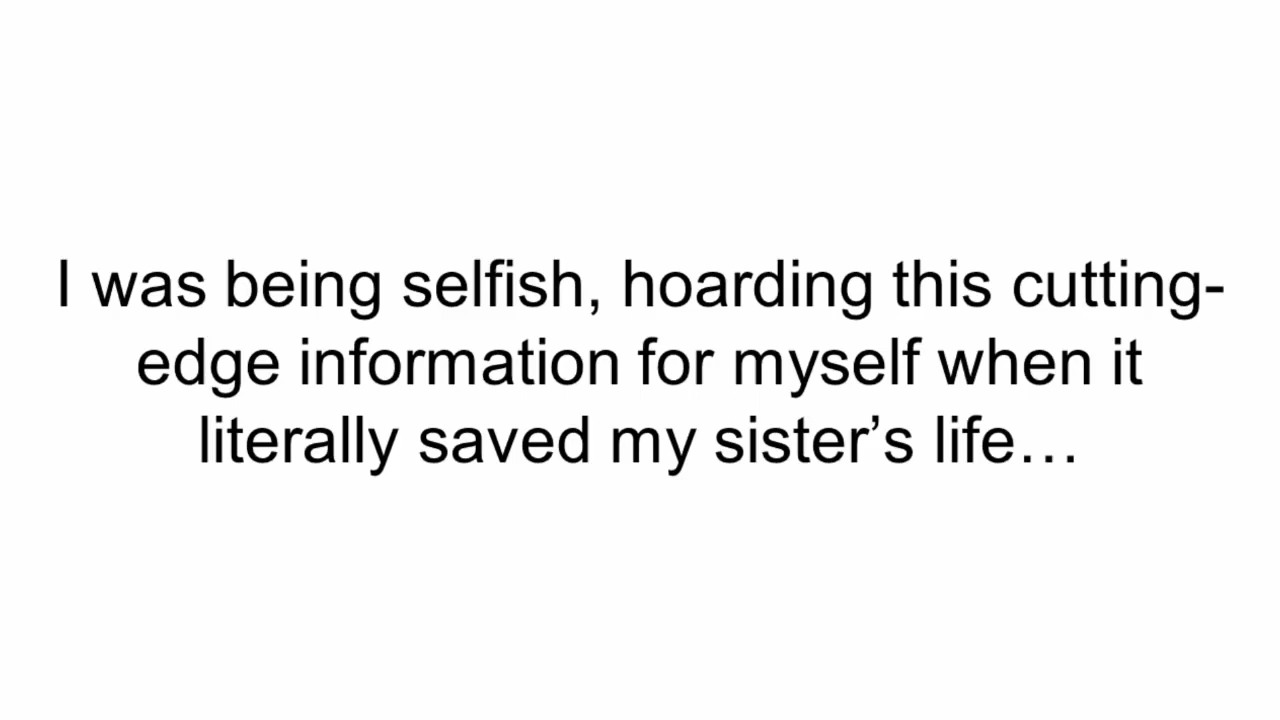 I was being selfish, hoarding this cutting-
edge information for myself when it
literally saved my sister’s life…